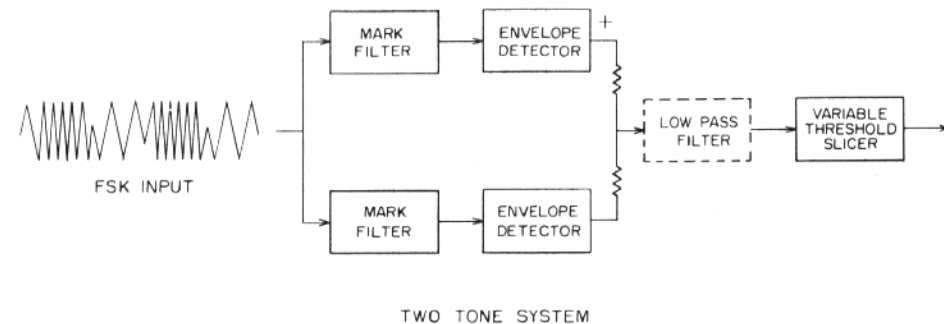 MARK
FILTER
ENVELOPE
DETECTOR
+
FSK INPUT
LOW PASS
FILTER
VARIABLE
THRESHOLD
SLICER
MARK
FILTER
ENVELOPE
DETECTOR
TWO TONE SYSTEM